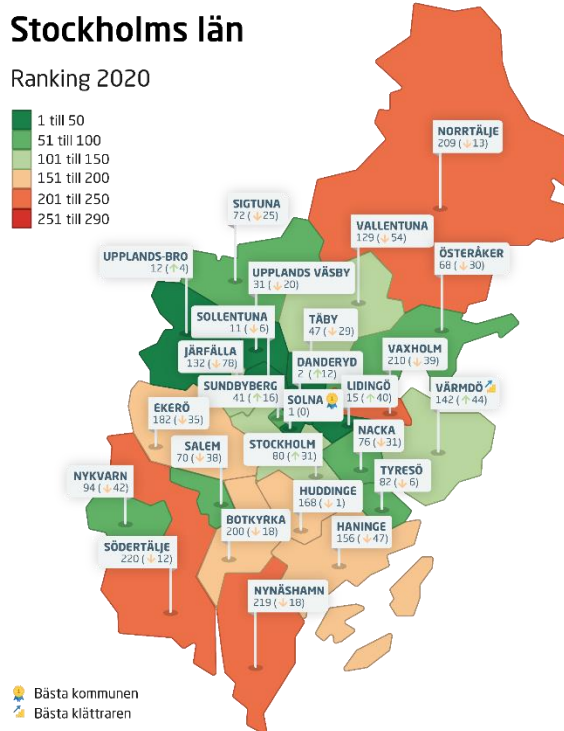 Stockholms län
Ranking 2020
1 till 50
51 till 100
101 till 150
151 till 200
201 till 250
251 till 290
NORRTÄLJE
209 (↓13)
SIGTUNA
72 (↓25)
VALLENTUNA
129 (↓54)
ÖSTERÅKER
68 (↓30)
UPPLANDS-BRO
12 (↑4)
UPPLANDS VÄSBY
31 (↓20)
SOLLENTUNA
11 (↓6)
TÄBY
47 (↓29)
VAXHOLM
210 (↓39)
JÄRFÄLLA
132 (↓78)
DANDERYD
2 (↑12)
SUNDBYBERG
41 (↑16)
SOLNA
1 (0)
LIDINGÖ
15 (↑40)
VÄRMDÖ
142 (↑44)
EKERÖ
182 (↓35)
SALEM
70 (↓38)
STOCKHOLM
80 (↑31)
NACKA
76 (↓31)
TYRESÖ
82 (↓6)
NYKVARN
94 (↓42)
HUDDINGE
168 (↓1)
BOTKYRKA
200 (↓18)
HANINGE
156 (↓47)
SÖDERTÄLJE
220 (↓12)
NYNÄSHAMN
219 (↓18)
Bästa kommunen
Bästa klättraren